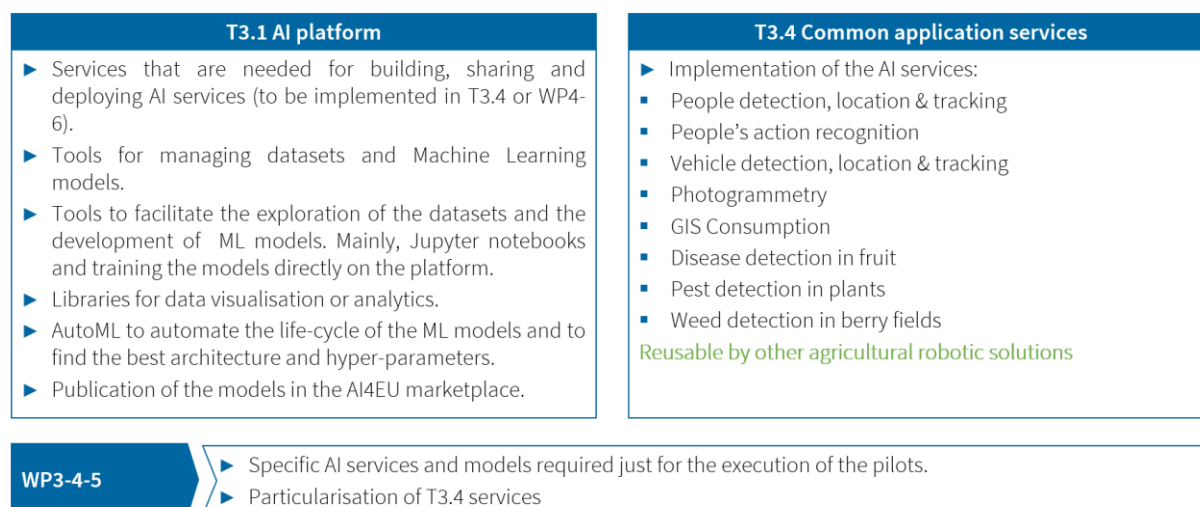 T3.1 AI platform
► Services that are needed for building, sharing and
deploying AI services (to be implemented in T3.4 or WP4-
6).
► Tools for managing datasets and Machine Learning
models.
► Tools to facilitate the exploration of the datasets and the
development of ML models. Mainly, Jupyter notebooks
and training the models directly on the platform.
► Libraries for data visualisation or analytics.
► AutoML to automate the life-cycle of the ML models and to
find the best architecture and hyper-parameters.
► Publication of the models in the AI4EU marketplace.
T3.4 Common application services
► Implementation of the AI services:
▪ People detection, location & tracking
▪ People's action recognition
▪ Vehicle detection, location & tracking
▪ Photogrammetry
▪ GIS Consumption
▪ Disease detection in fruit
▪ Pest detection in plants
▪ Weed detection in berry fields
Reusable by other agricultural robotic solutions
WP3-4-5
► Specific AI services and models required just for the execution of the pilots.
► Particularisation of T3.4 services